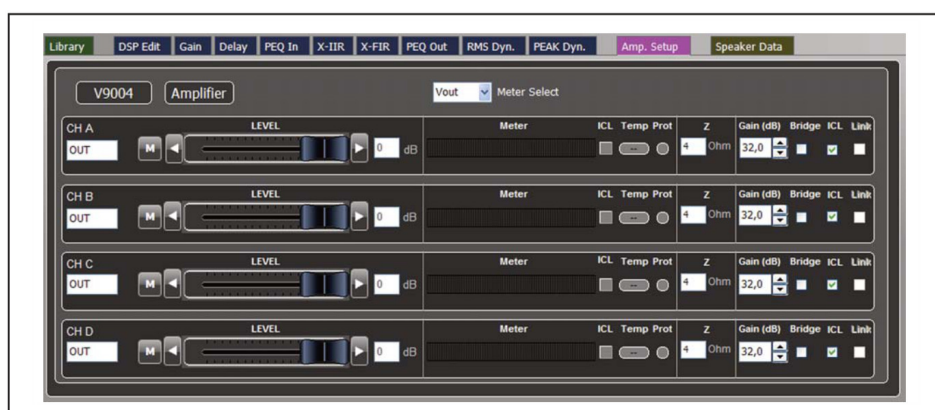 Library DSP Edit Gain Delay PEQ In X-IIR X-FIR PEQ Out RMS Dyn. PEAK Dyn. Amp. Setup Speaker Data
V9004 Amplifier Vout Meter Select
CH A LEVEL Meter ICL Temp Prot Z Gain (dB) Bridge ICL Link
OUT M 0 dB -- 4 Ohm 32,0
CH B LEVEL Meter ICL Temp Prot Z Gain (dB) Bridge ICL Link
OUT M 0 dB -- 4 Ohm 32,0
CH C LEVEL Meter ICL Temp Prot Z Gain (dB) Bridge ICL Link
OUT M 0 dB -- 4 Ohm 32,0
CH D LEVEL Meter ICL Temp Prot Z Gain (dB) Bridge ICL Link
OUT M 0 dB -- 4 Ohm 32,0